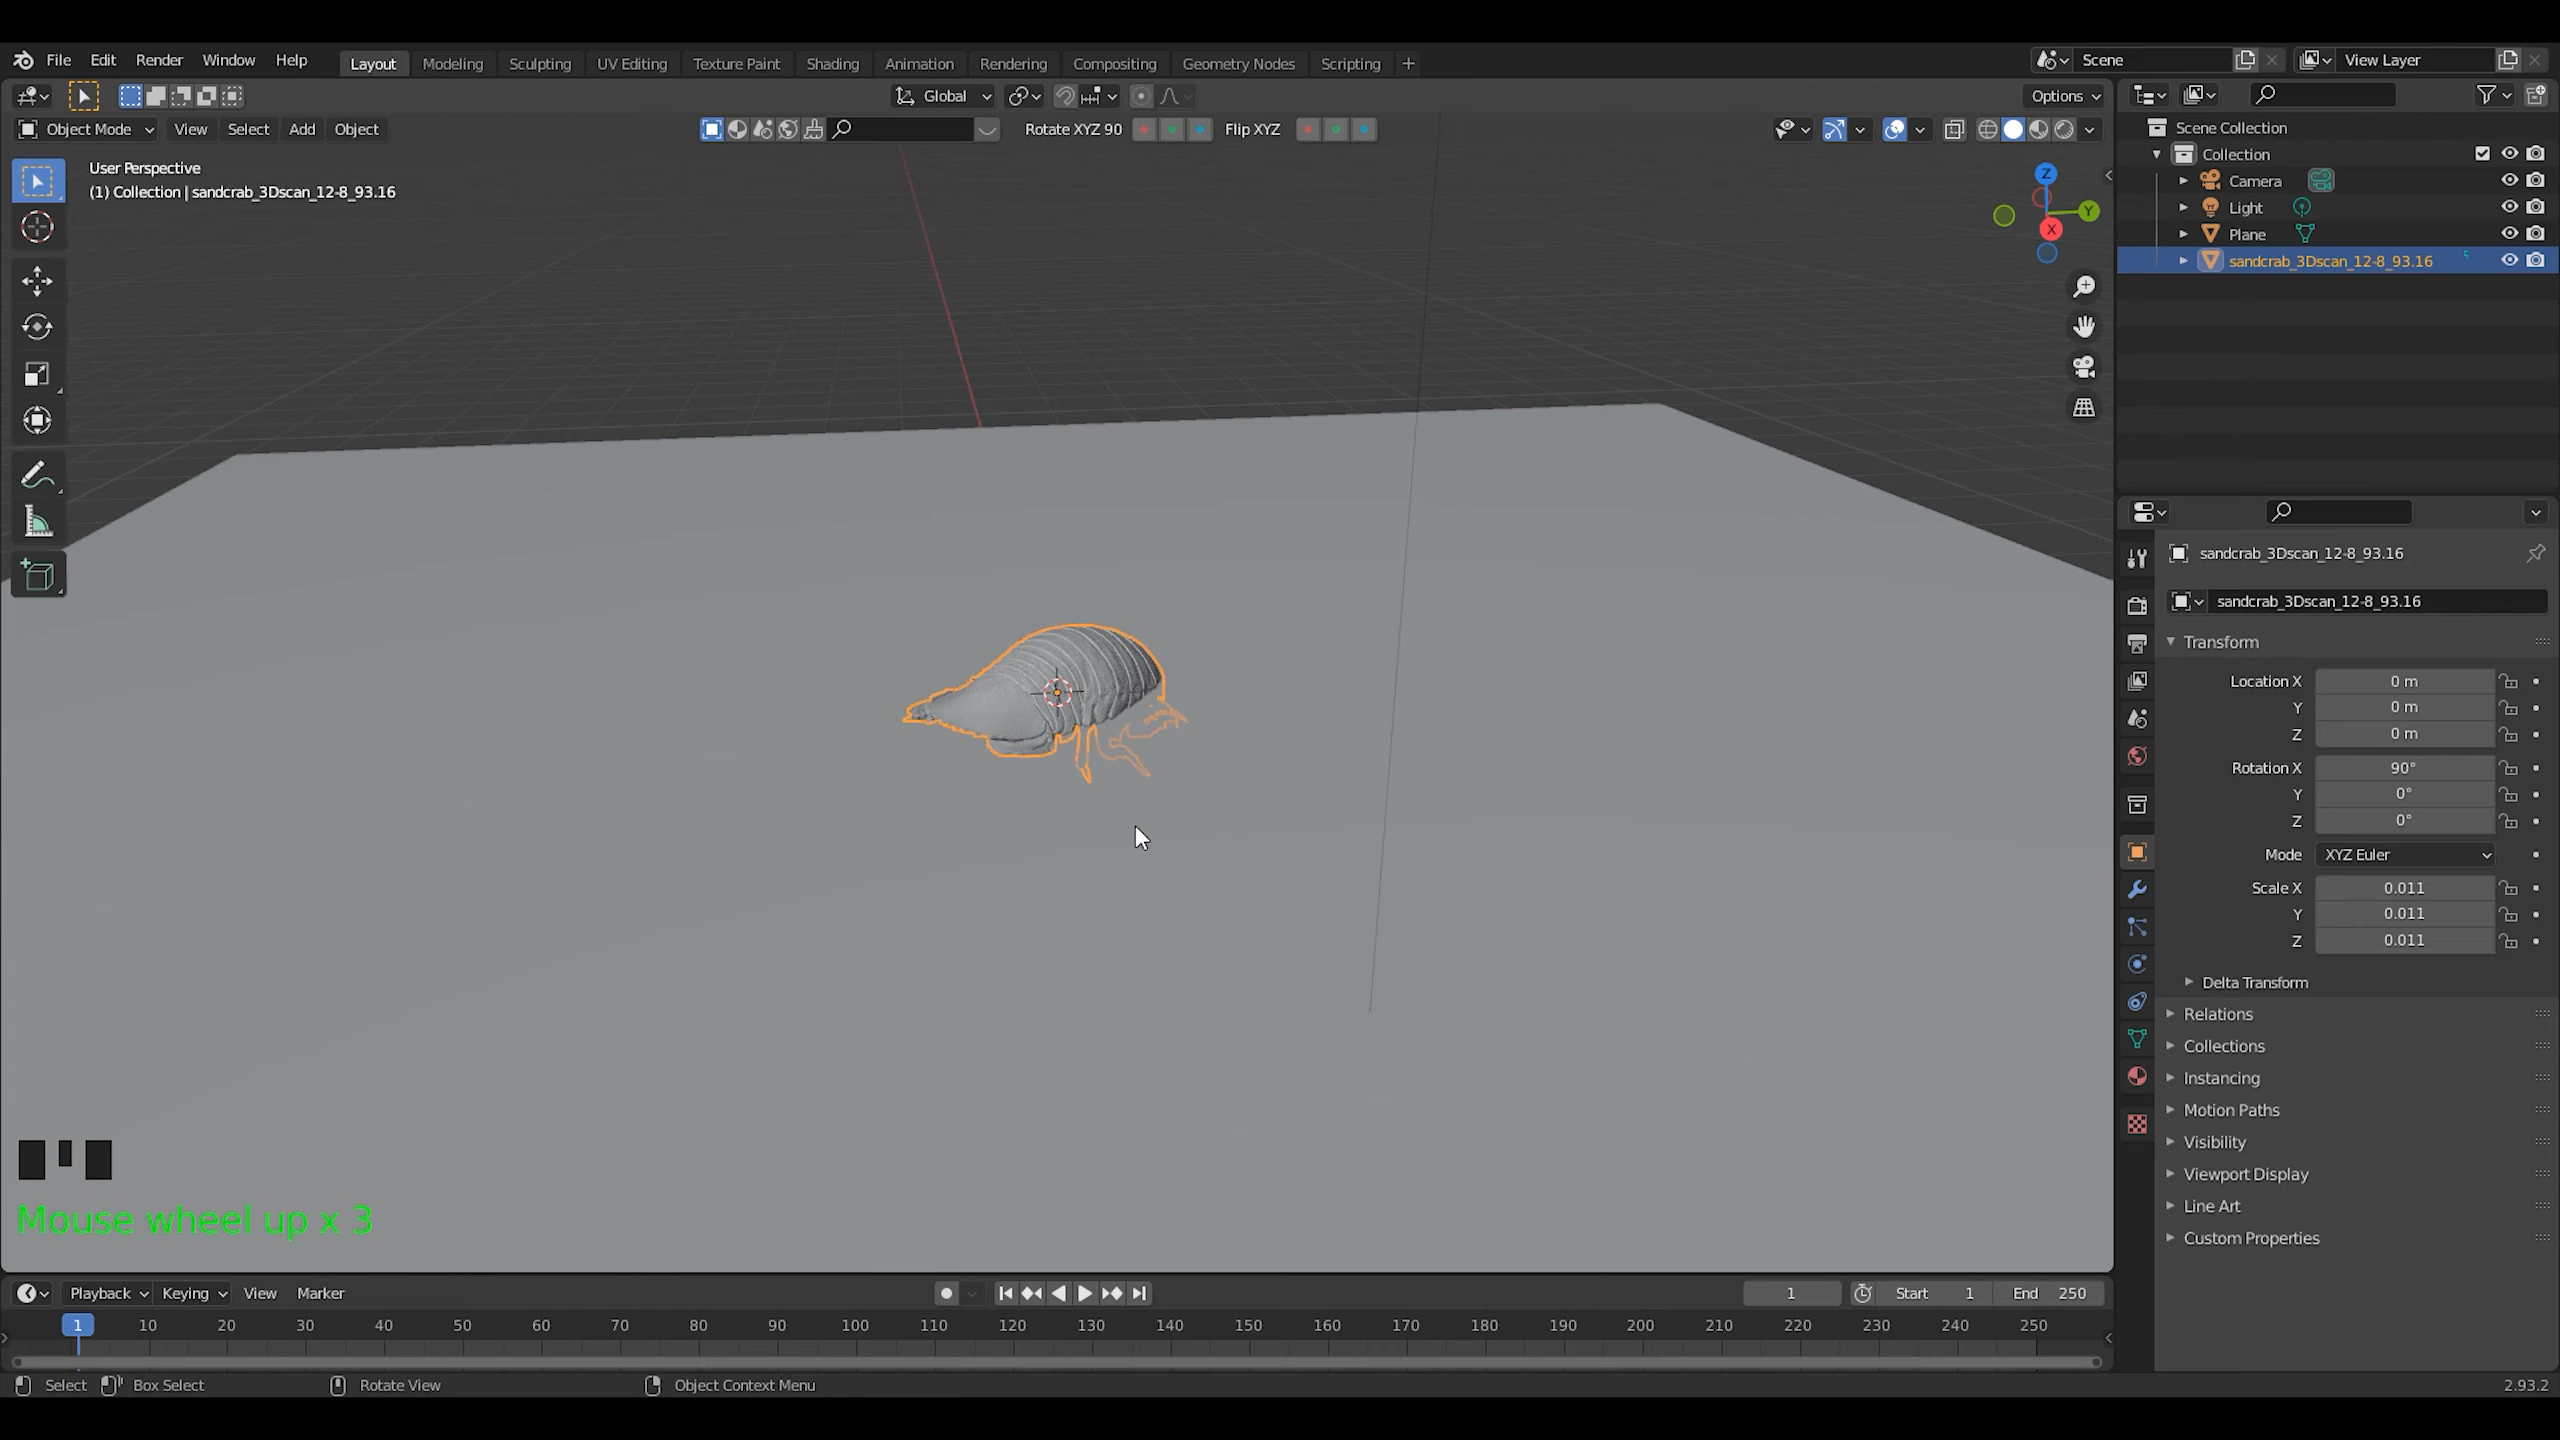 File Edit Render Window Help Layout Modeling Sculpting UV Editing Texture Paint Shading Animation Rendering Compositing Geometry Nodes Scripting + Scene View Layer
Global Options
Object Mode View Select Add Object Rotate XYZ 90 Flip XYZ
User Perspective
(1) Collection | sandcrab_3Dscan_12-8_93.16
Z
Y
X
Scene Collection
Collection
Camera
Light
Plane
sandcrab_3Dscan_12-8_93.16
sandcrab_3Dscan_12-8_93.16
sandcrab_3Dscan_12-8_93.16
Transform
Location X 0 m
Y 0 m
Z 0 m
Rotation X 90°
Y 0°
Z 0°
Mode XYZ Euler
Scale X 0.011
Y 0.011
Z 0.011
Delta Transform
Relations
Collections
Instancing
Motion Paths
Visibility
Viewport Display
Line Art
Custom Properties
Mouse wheel up x 3
Playback Keying View Marker 1 Start 1 End 250
1 10 20 30 40 50 60 70 80 90 100 110 120 130 140 150 160 170 180 190 200 210 220 230 240 250
Select Box Select Rotate View Object Context Menu 2.93.2